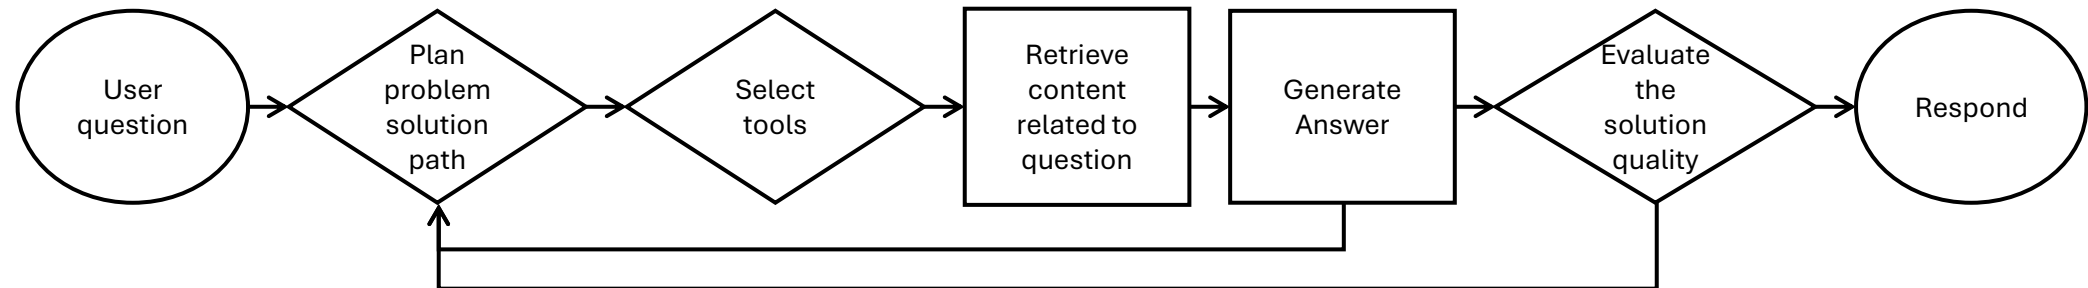 User
question
Plan
problem
solution
path
Select
tools
Retrieve
content
related to
question
Generate
Answer
Evaluate
the
solution
quality
Respond